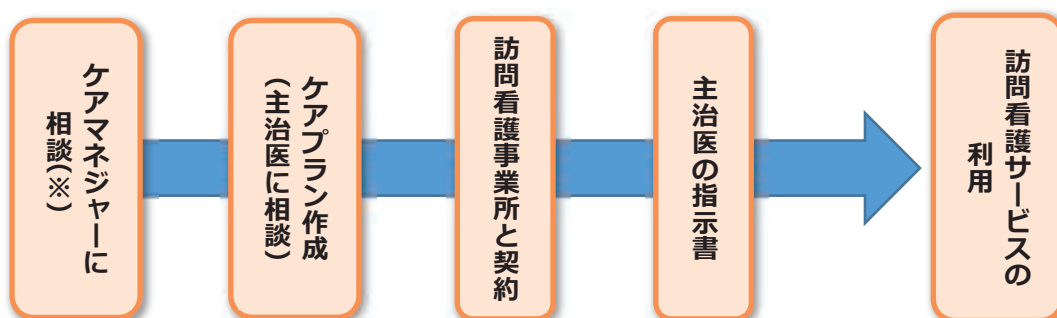 ケアマネジャーに
相談(※)
ケアプラン作成
(主治医に相談)
訪問看護事業所と契約
主治医の指示書
訪問看護サービスの
利用